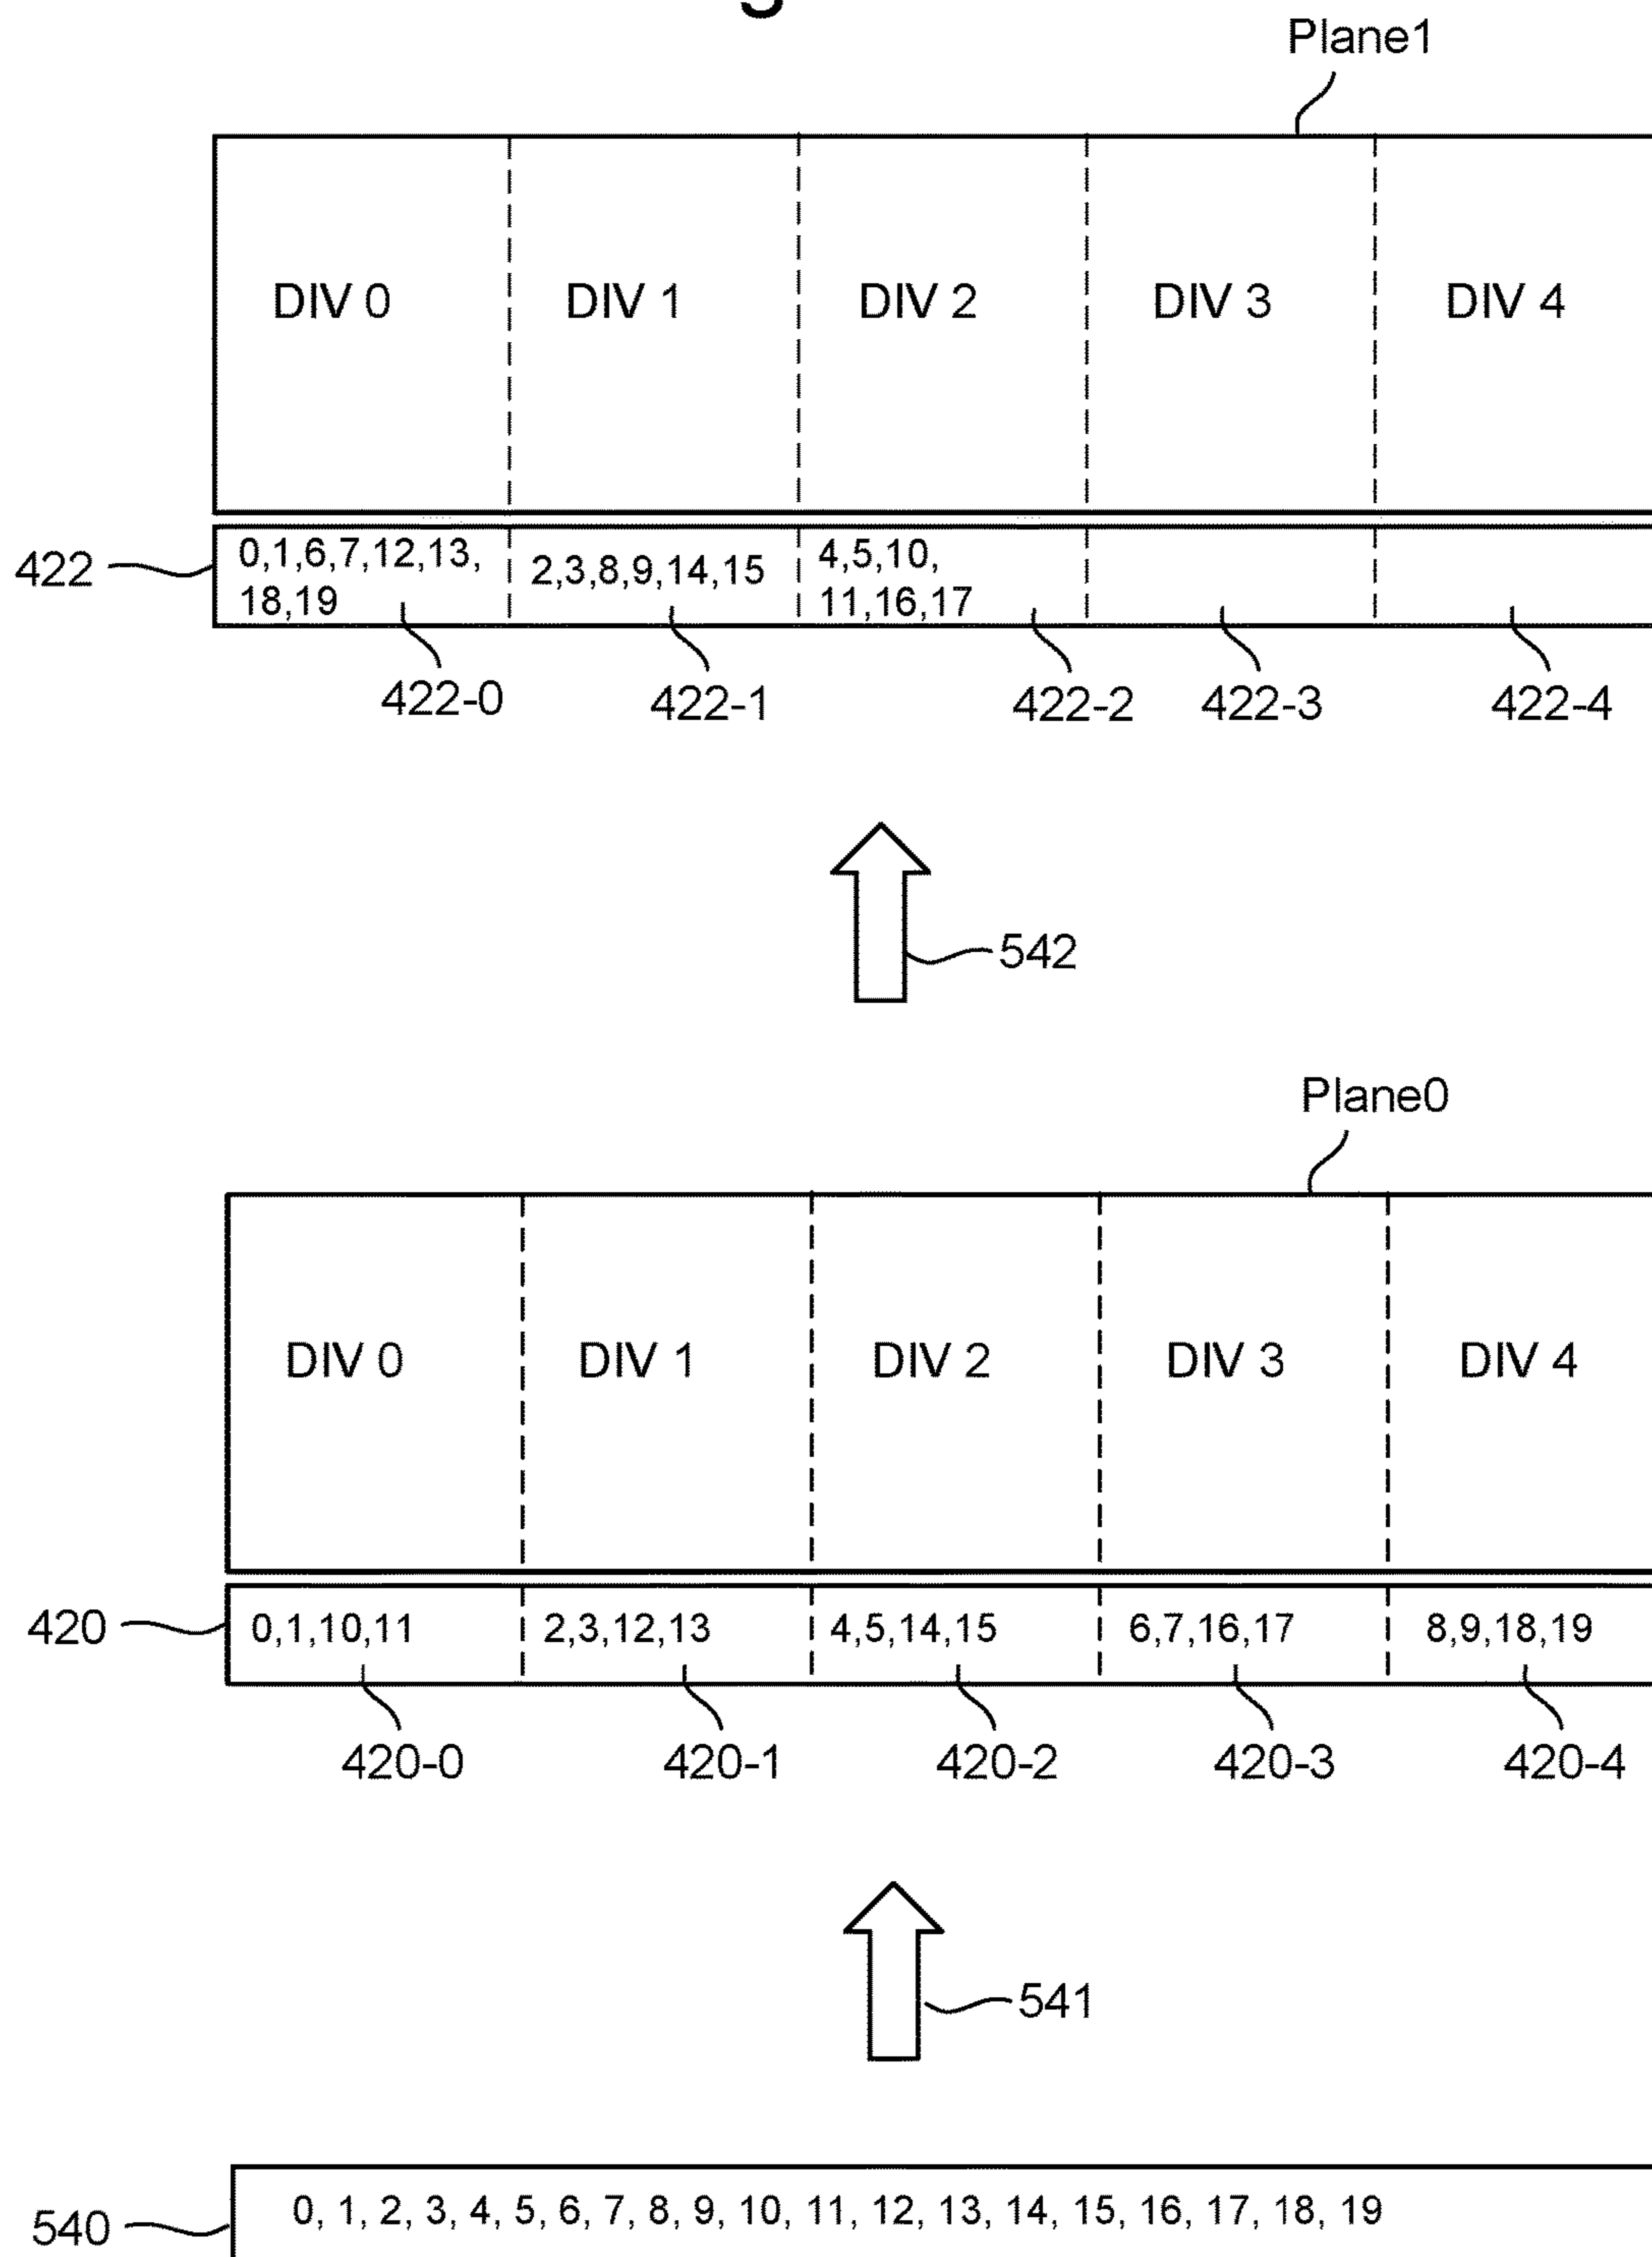 Plane1
DIV 0 DIV 1 DIV 2 DIV 3 DIV 4
422
0,1,6,7,12,13,
18,19
2,3,8,9,14,15
4,5,10,
11,16,17
422-0 422-1 422-2 422-3 422-4
542
Plane0
DIV 0 DIV 1 DIV 2 DIV 3 DIV 4
420
0,1,10,11 2,3,12,13 4,5,14,15 6,7,16,17 8,9,18,19
420-0 420-1 420-2 420-3 420-4
541
540
0, 1, 2, 3, 4, 5, 6, 7, 8, 9, 10, 11, 12, 13, 14, 15, 16, 17, 18, 19